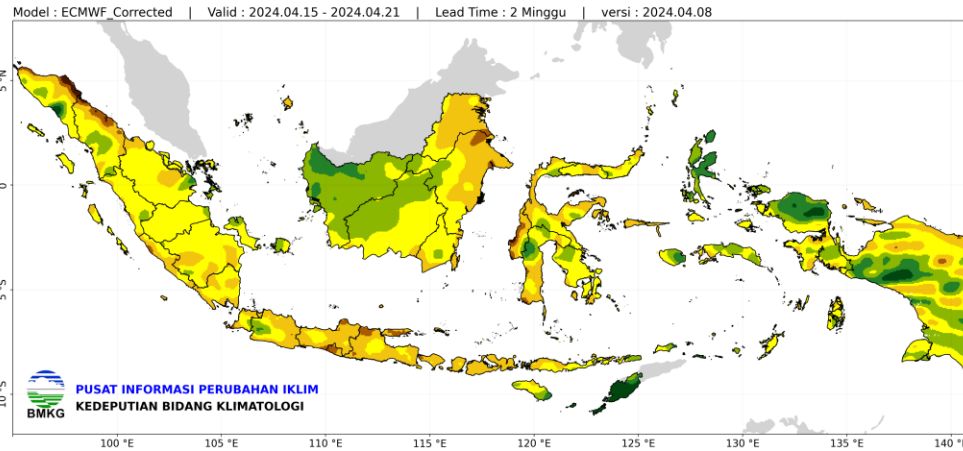 Model : ECMWF_Corrected | Valid : 2024.04.15 - 2024.04.21 | Lead Time : 2 Minggu | versi : 2024.04.08
5 °N
0
5 °S
10 °S
BMKG
PUSAT INFORMASI PERUBAHAN IKLIM
KEDEPUTIAN BIDANG KLIMATOLOGI
100 °E 105 °E 110 °E 115 °E 120 °E 125 °E 130 °E 135 °E 140 °